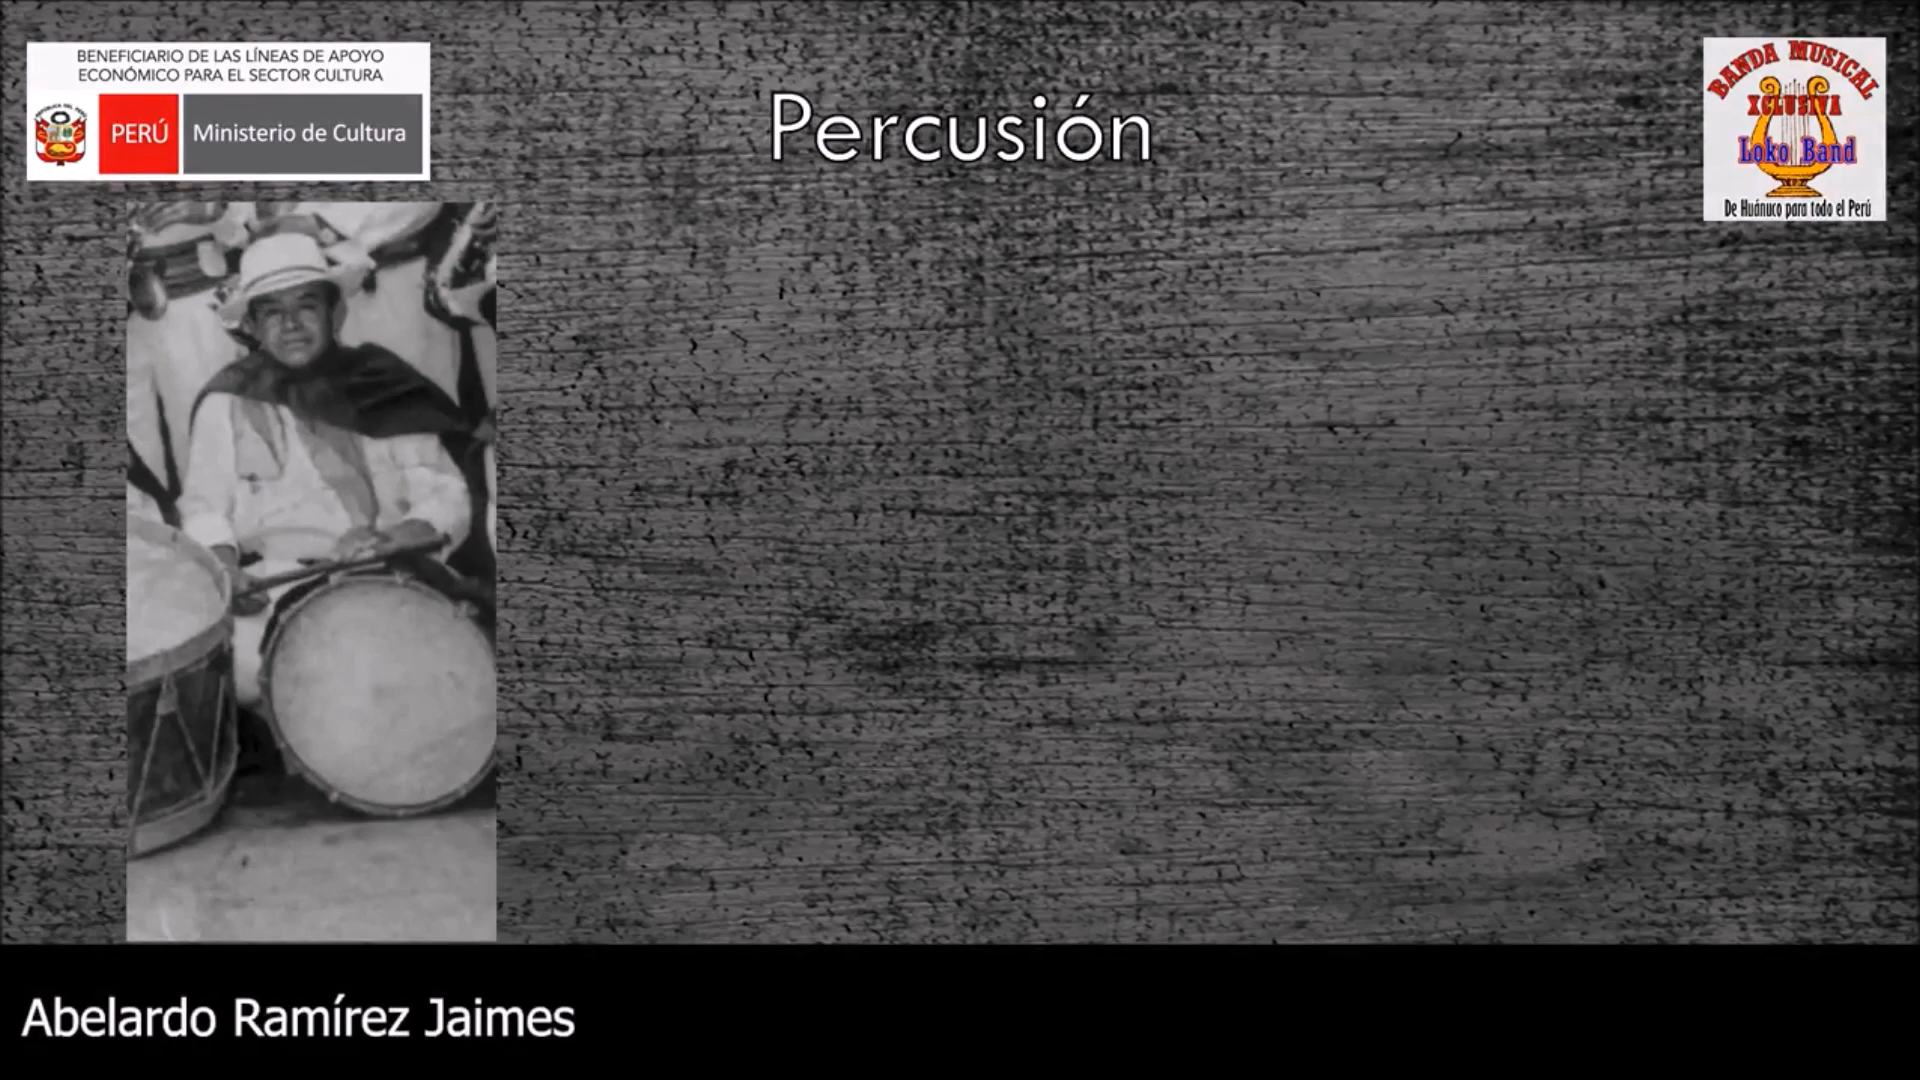 BENEFICIARIO DE LAS LÍNEAS DE APOYO
ECONÓMICO PARA EL SECTOR CULTURA
PERÚ
Ministerio de Cultura
Percusión
BANDA MUSICAL
XCLUSIVA
Loko Band
De Huánuco para todo el Perú
Abelardo Ramírez Jaimes